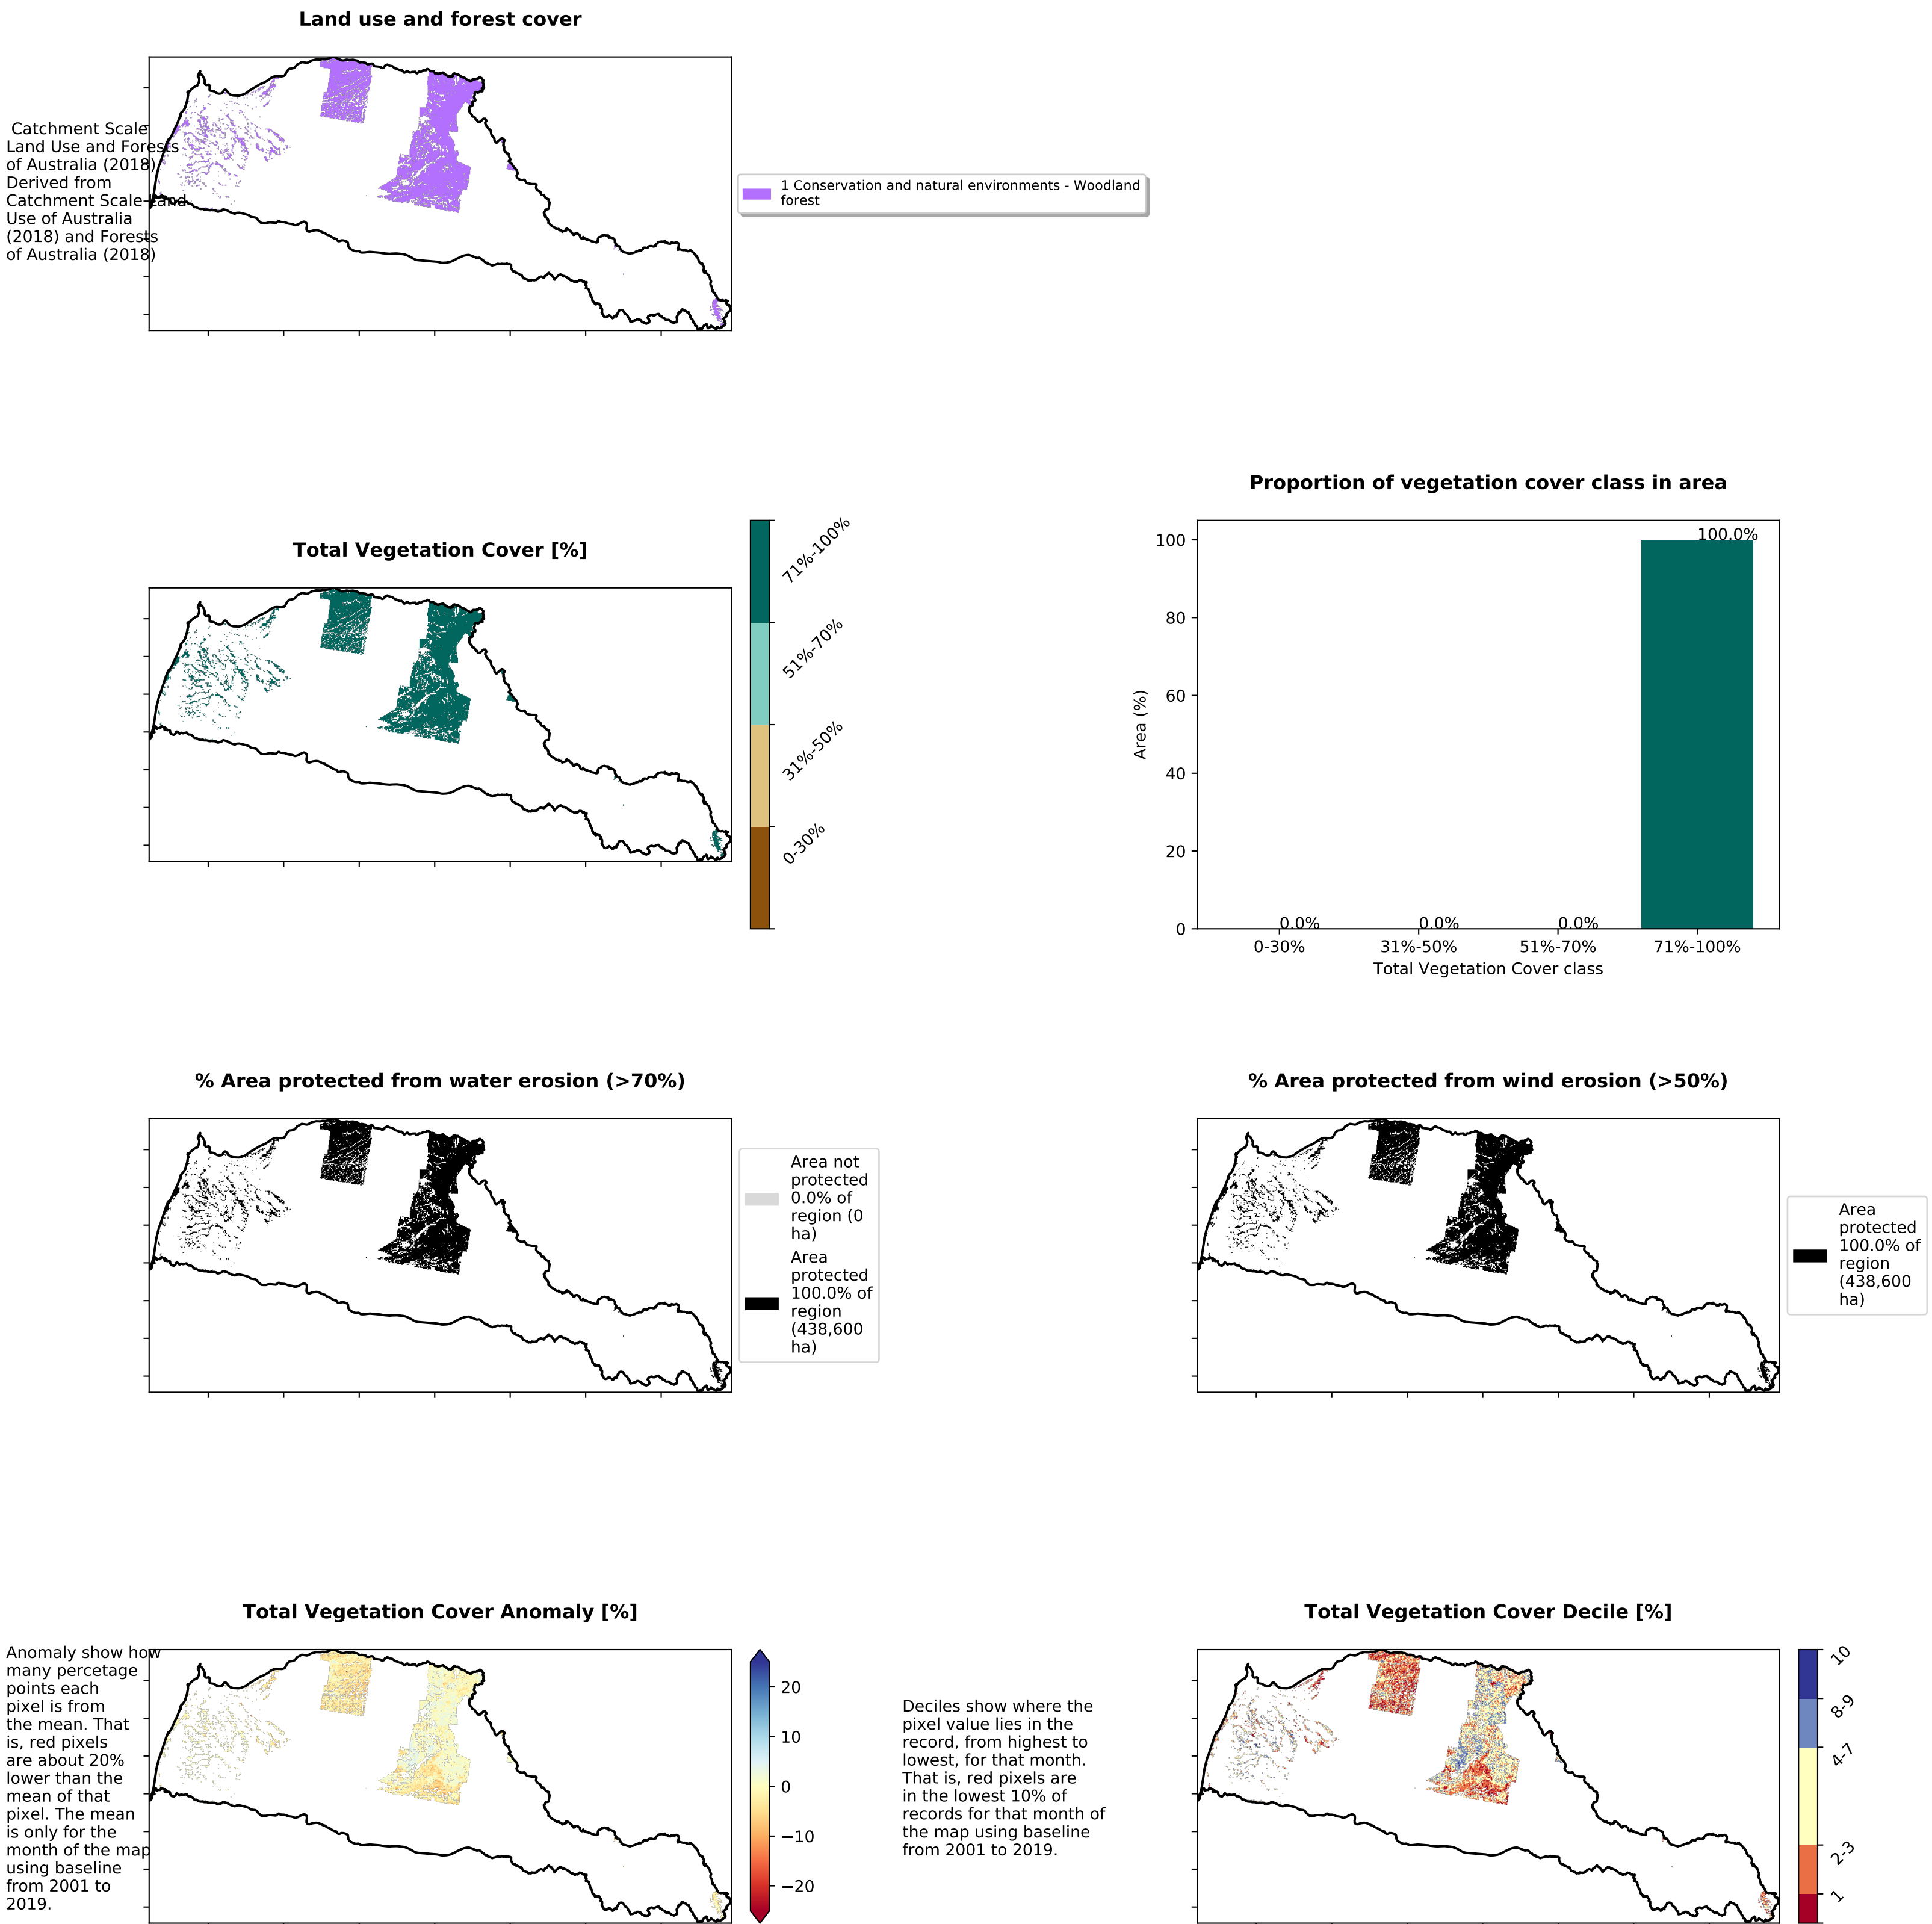 Land use and forest cover
Catchment Scale
Land Use and Forests
of Australia (2018)
Derived from
Catchment Scale Land
Use of Australia
(2018) and Forests
of Australia (2018)
1 Conservation and natural environments - Woodland
forest
Total Vegetation Cover [%]
71%-100%
51%-70%
31%-50%
0-30%
Proportion of vegetation cover class in area
Area (%)
100
80
60
40
20
0
0.0%
0.0%
0.0%
100.0%
0-30%
31%-50%
51%-70%
71%-100%
Total Vegetation Cover class
% Area protected from water erosion (>70%)
Area not
protected
0.0% of
region (0
ha)
Area
protected
100.0% of
region
(438,600
ha)
% Area protected from wind erosion (>50%)
Area
protected
100.0% of
region
(438,600
ha)
Total Vegetation Cover Anomaly [%]
Anomaly show how
many percetage
points each
pixel is from
the mean. That
is, red pixels
are about 20%
lower than the
mean of that
pixel. The mean
is only for the
month of the map
using baseline
from 2001 to
2019.
20
10
0
−10
−20
Total Vegetation Cover Decile [%]
Deciles show where the
pixel value lies in the
record, from highest to
lowest, for that month.
That is, red pixels are
in the lowest 10% of
records for that month of
the map using baseline
from 2001 to 2019.
10
8-9
4-7
2-3
1